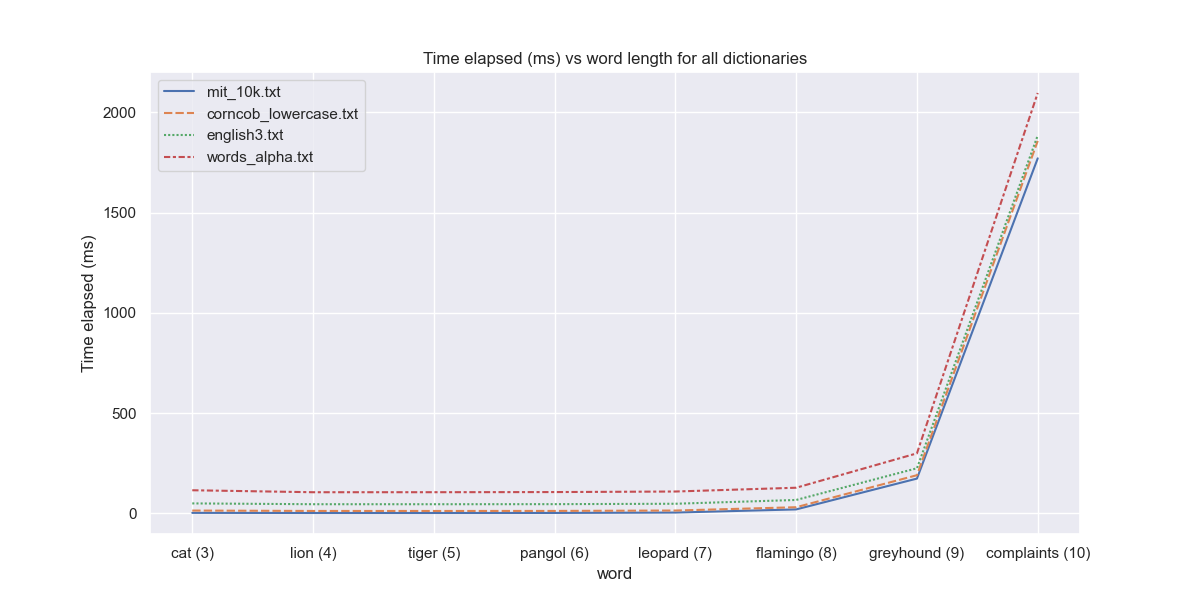 Time elapsed (ms) vs word length for all dictionaries
mit_10k.txt
corncob_lowercase.txt
english3.txt
words_alpha.txt
Time elapsed (ms)
2000
1500
1000
500
0
cat (3) lion (4) tiger (5) pangol (6) leopard (7) flamingo (8) greyhound (9) complaints (10)
word